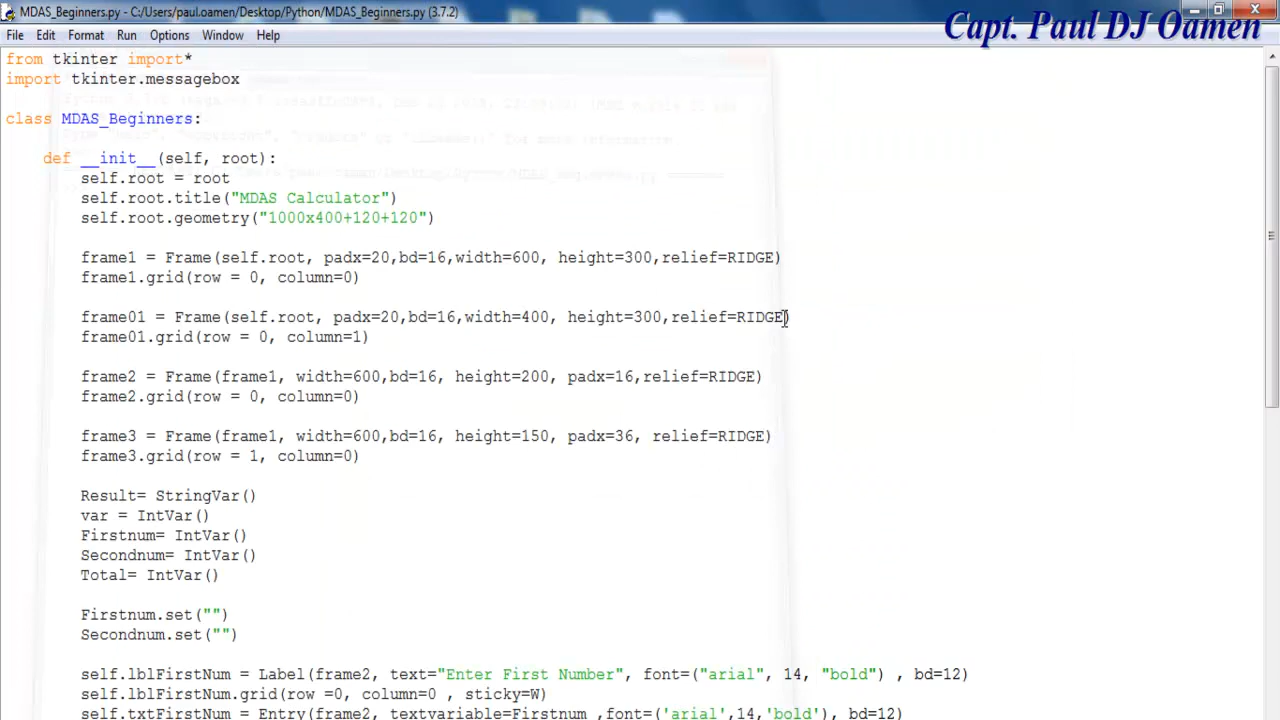 MDAS_Beginners.py - C:/Users/paul.oamen/Desktop/Python/MDAS_Beginners.py (3.7.2)
Capt. Paul DJ Oamen
File Edit Format Run Options Window Help
from tkinter import*
import tkinter.messagebox
class MDAS_Beginners:
def __init__(self, root):
self.root = root
self.root.title("MDAS Calculator")
self.root.geometry("1000x400+120+120")
frame1 = Frame(self.root, padx=20,bd=16,width=600, height=300,relief=RIDGE)
frame1.grid(row = 0, column=0)
frame01 = Frame(self.root, padx=20,bd=16,width=400, height=300,relief=RIDGE)
frame01.grid(row = 0, column=1)
frame2 = Frame(frame1, width=600,bd=16, height=200, padx=16,relief=RIDGE)
frame2.grid(row = 0, column=0)
frame3 = Frame(frame1, width=600,bd=16, height=150, padx=36, relief=RIDGE)
frame3.grid(row = 1, column=0)
Result= StringVar()
var = IntVar()
Firstnum= IntVar()
Secondnum= IntVar()
Total= IntVar()
Firstnum.set("")
Secondnum.set("")
self.lblFirstNum = Label(frame2, text="Enter First Number", font=("arial", 14, "bold") , bd=12)
self.lblFirstNum.grid(row =0, column=0 , sticky=W)
self.txtFirstNum = Entry(frame2, textvariable=Firstnum ,font=('arial',14,'bold'), bd=12)